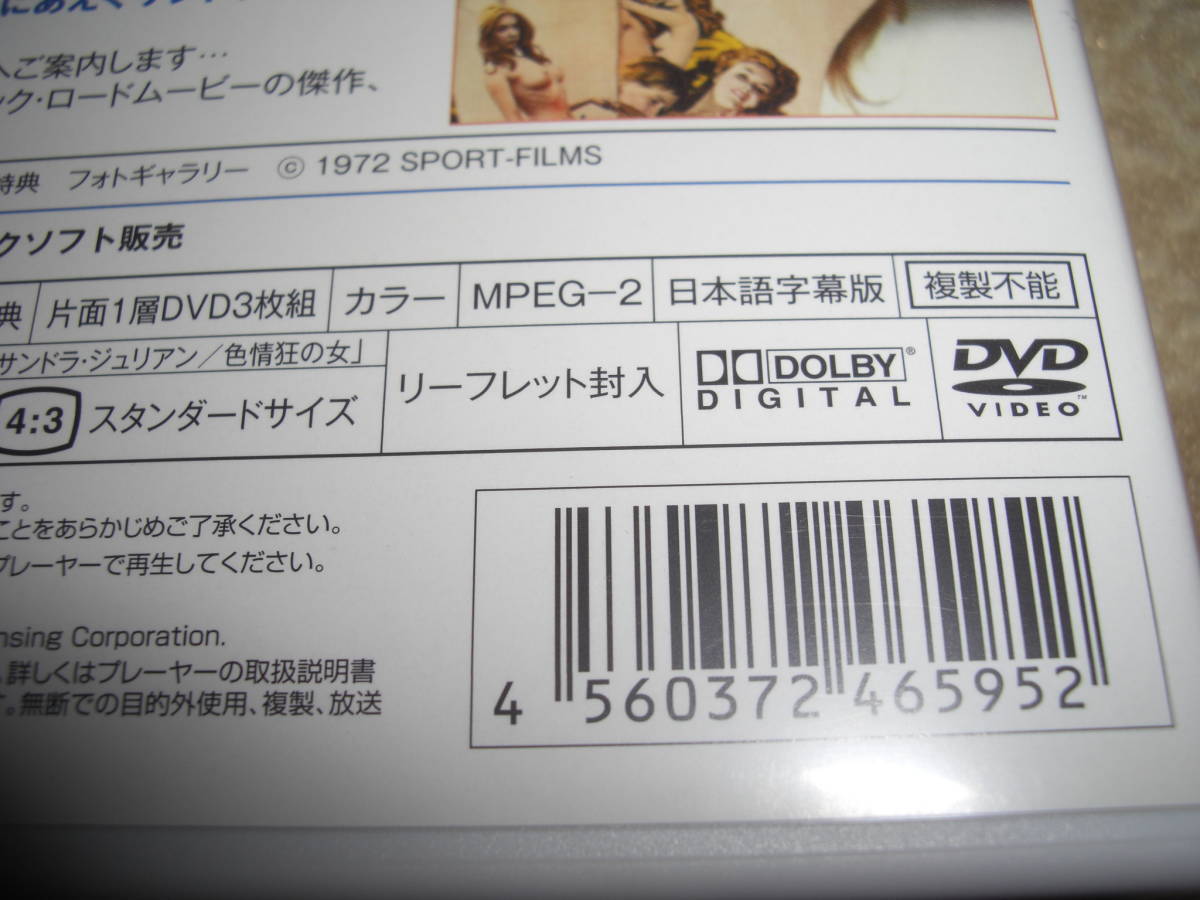 へご案内します…
ック・ロードムービーの傑作、
特典 フォトギャラリー © 1972 SPORT-FILMS
クソフト販売
典 片面1層DVD3枚組 カラー MPEG-2 日本語字幕版 複製不能
サンドラ・ジュリアン／色情狂の女」
4:3 スタンダードサイズ
リーフレット封入
DOLBY®
DIGITAL
DVD
VIDEO™
す。
ことをあらかじめご了承ください。
プレーヤーで再生してください。
nsing Corporation.
、詳しくはプレーヤーの取扱説明書
す。無断での目的外使用、複製、放送
4 560372 465952